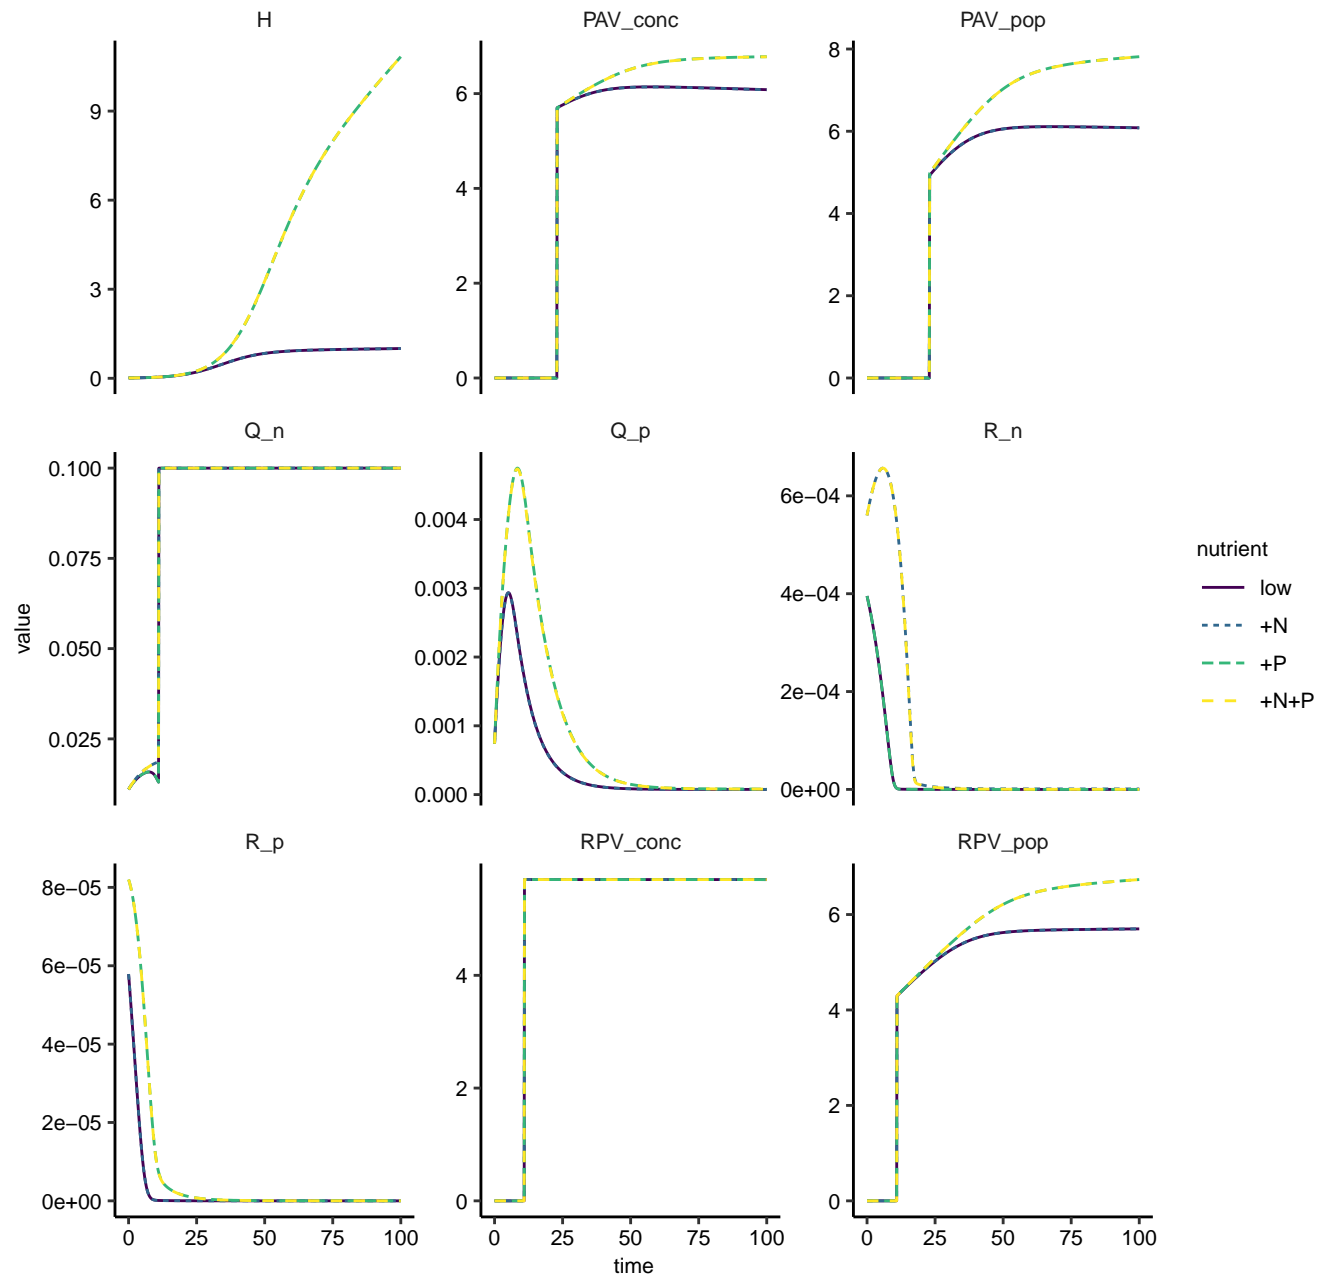 H
PAV_conc
PAV_pop
9
6
3
0
6
4
2
0
8
6
4
2
0
Q_n
Q_p
R_n
0.100
0.075
0.050
0.025
0.004
0.003
0.002
0.001
0.000
6e−04
4e−04
2e−04
0e+00
R_p
RPV_conc
RPV_pop
8e−05
6e−05
4e−05
2e−05
0e+00
4
2
0
6
4
2
0
0 25 50 75 100
0 25 50 75 100
0 25 50 75 100
time
value
nutrient
low
+N
+P
+N+P